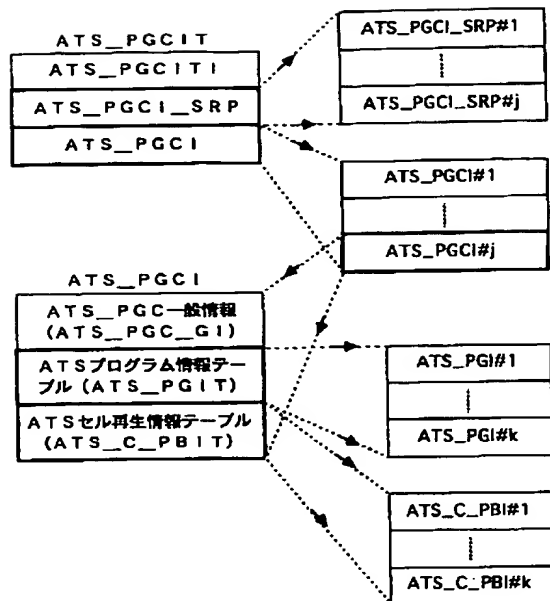 ATS_PGCIT
ATS_PGCITI
ATS_PGCI_SRP
ATS_PGCI
ATS_PGCI_SRP#1
ATS_PGCI_SRP#j
ATS_PGCI#1
ATS_PGCI#j
ATS_PGCI
ATS_PGC一般情報
(ATS_PGC_GI)
ATSプログラム情報テー
ブル(ATS_PGIT)
ATSセル再生情報テーブル
(ATS_C_PBIT)
ATS_PGI#1
ATS_PGI#k
ATS_C_PBI#1
ATS_C_PBI#k